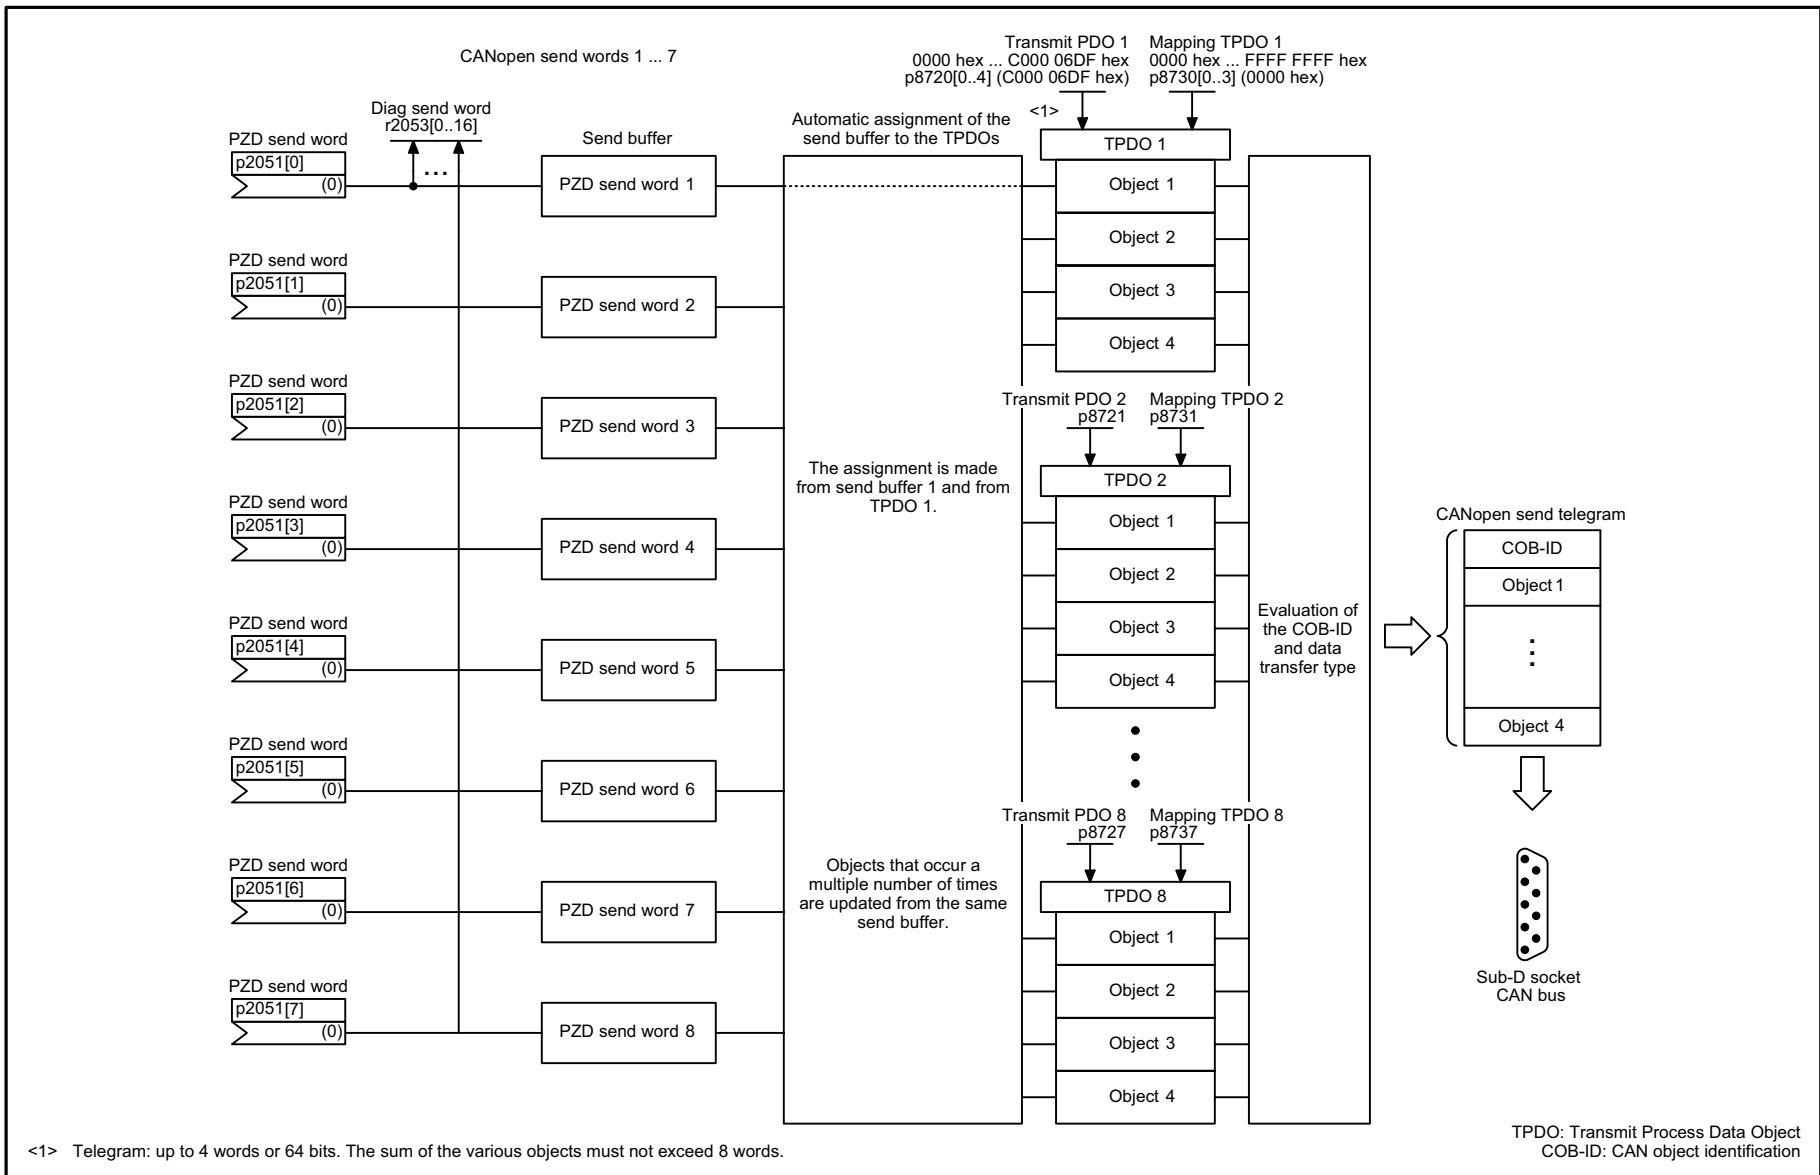 CANopen send words 1 ... 7
Diag send word
r2053[0..16]
PZD send word
p2051[0]
(0)
...
PZD send word
p2051[1]
(0)
PZD send word
p2051[2]
(0)
PZD send word
p2051[3]
(0)
PZD send word
p2051[4]
(0)
PZD send word
p2051[5]
(0)
PZD send word
p2051[6]
(0)
PZD send word
p2051[7]
(0)
Send buffer
PZD send word 1
PZD send word 2
PZD send word 3
PZD send word 4
PZD send word 5
PZD send word 6
PZD send word 7
PZD send word 8
Automatic assignment of the
send buffer to the TPDOs
The assignment is made
from send buffer 1 and from
TPDO 1.
Objects that occur a
multiple number of times
are updated from the same
send buffer.
Transmit PDO 1
0000 hex ... C000 06DF hex
p8720[0..4] (C000 06DF hex)
Mapping TPDO 1
0000 hex ... FFFF FFFF hex
p8730[0..3] (0000 hex)
<1>
TPDO 1
Object 1
Object 2
Object 3
Object 4
Transmit PDO 2
p8721
Mapping TPDO 2
p8731
TPDO 2
Object 1
Object 2
Object 3
Object 4
Transmit PDO 8
p8727
Mapping TPDO 8
p8737
TPDO 8
Object 1
Object 2
Object 3
Object 4
Evaluation of
the COB-ID
and data
transfer type
CANopen send telegram
COB-ID
Object 1
Object 4
Sub-D socket
CAN bus
<1> Telegram: up to 4 words or 64 bits. The sum of the various objects must not exceed 8 words.
TPDO: Transmit Process Data Object
COB-ID: CAN object identification